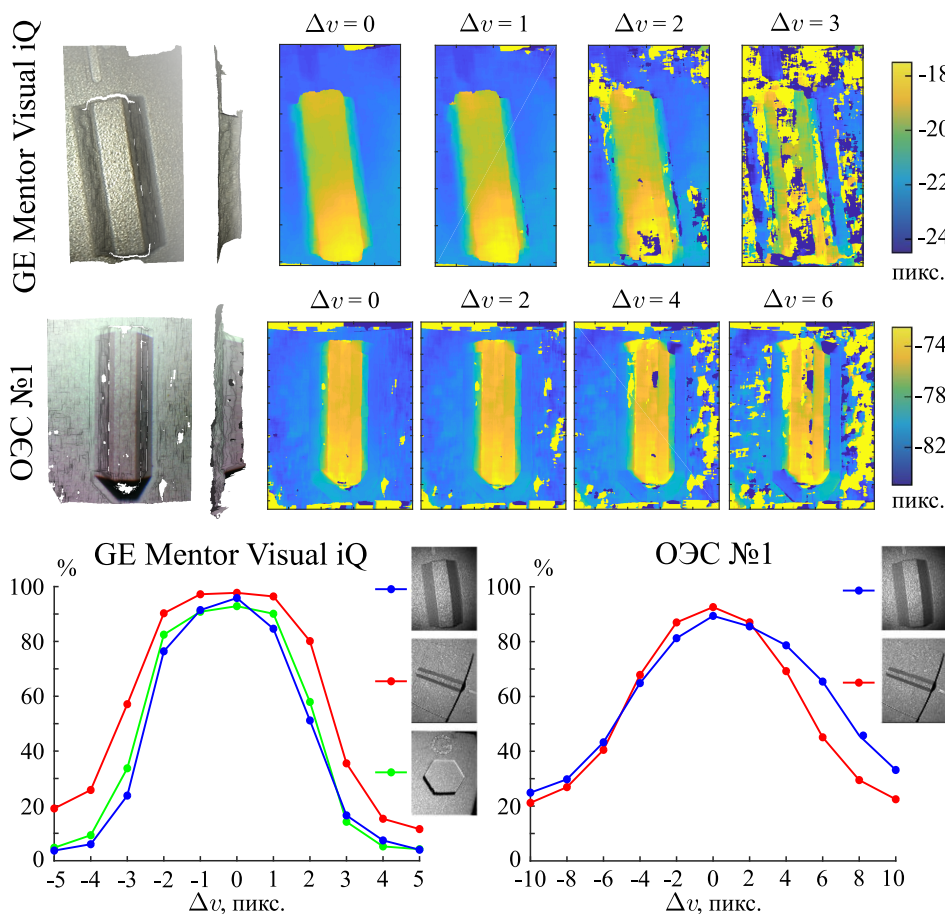 GE Mentor Visual iQ
Δv = 0
Δv = 1
Δv = 2
Δv = 3
-18
-20
-22
-24
пикс.
ОЭС №1
Δv = 0
Δv = 2
Δv = 4
Δv = 6
-74
-78
-82
пикс.
GE Mentor Visual iQ
%
100
80
60
40
20
0
-5 -4 -3 -2 -1 0 1 2 3 4 5
Δv, пикс.
ОЭС №1
%
100
80
60
40
20
0
-10 -8 -6 -4 -2 0 2 4 6 8 10
Δv, пикс.